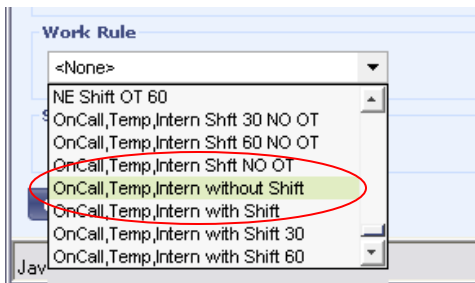 Work Rule
<None>
NE Shift OT 60
OnCall,Temp,Intern Shft 30 NO OT
OnCall,Temp,Intern Shft 60 NO OT
OnCall,Temp,Intern Shft NO OT
OnCall,Temp,Intern without Shift
OnCall,Temp,Intern with Shift
OnCall,Temp,Intern with Shift 30
OnCall,Temp,Intern with Shift 60